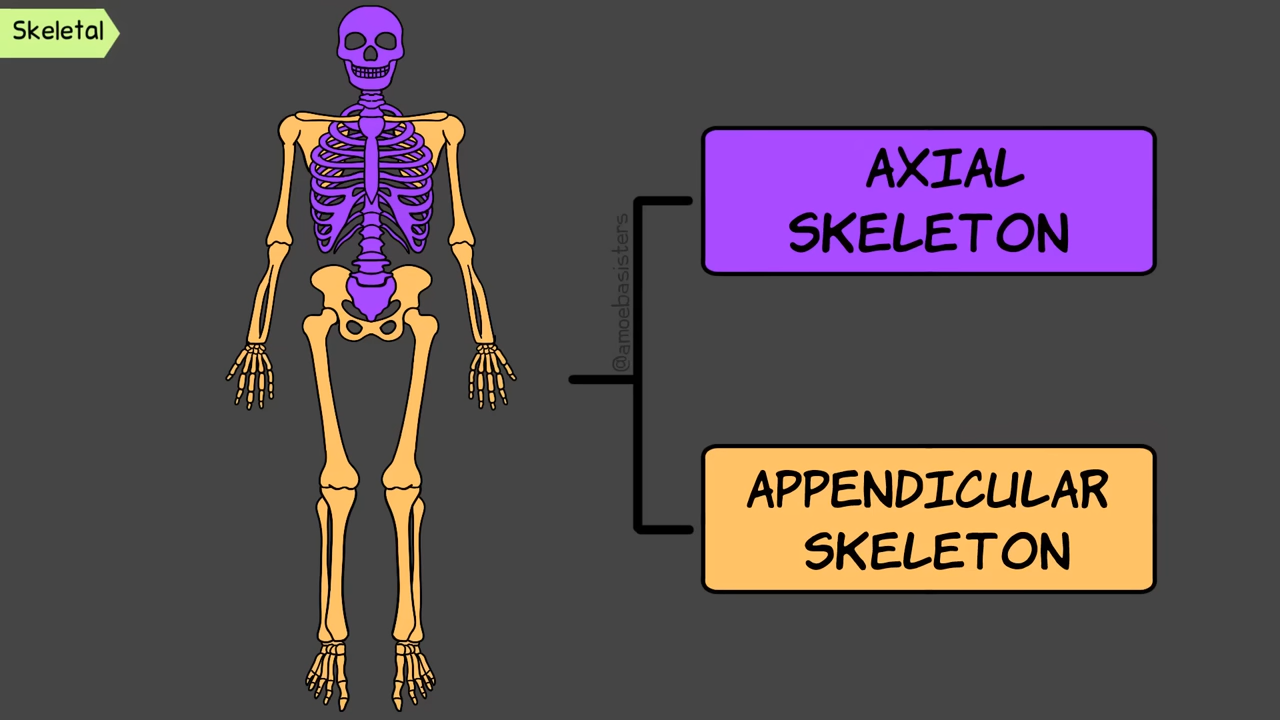 Skeletal
AXIAL
SKELETON
@amoebasisters
APPENDICULAR
SKELETON